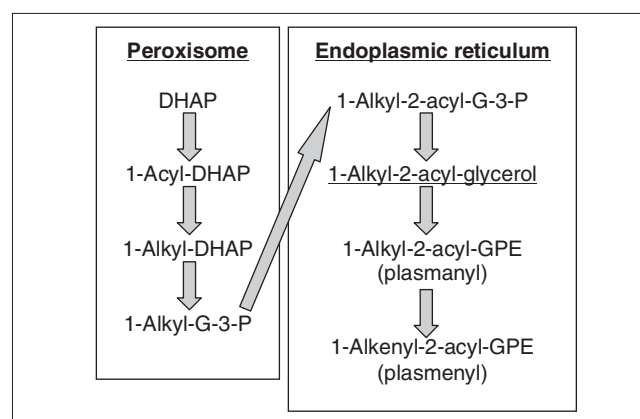 Peroxisome
DHAP
1-Acyl-DHAP
1-Alkyl-DHAP
1-Alkyl-G-3-P
Endoplasmic reticulum
1-Alkyl-2-acyl-G-3-P
1-Alkyl-2-acyl-glycerol
1-Alkyl-2-acyl-GPE
(plasmanyl)
1-Alkenyl-2-acyl-GPE
(plasmenyl)